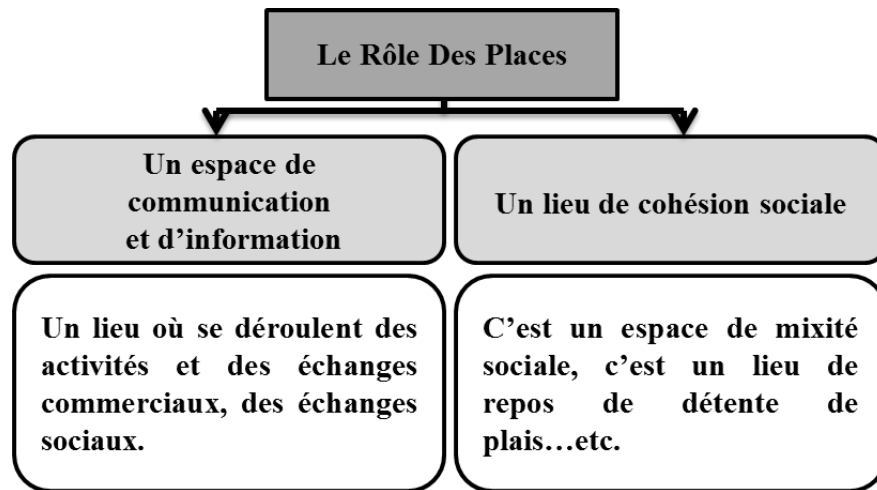 Le Rôle Des Places
Un espace de
communication
et d’information
Un lieu de cohésion sociale
Un lieu où se déroulent des
activités et des échanges
commerciaux, des échanges
sociaux.
C’est un espace de mixité
sociale, c’est un lieu de
repos de détente de
plais…etc.